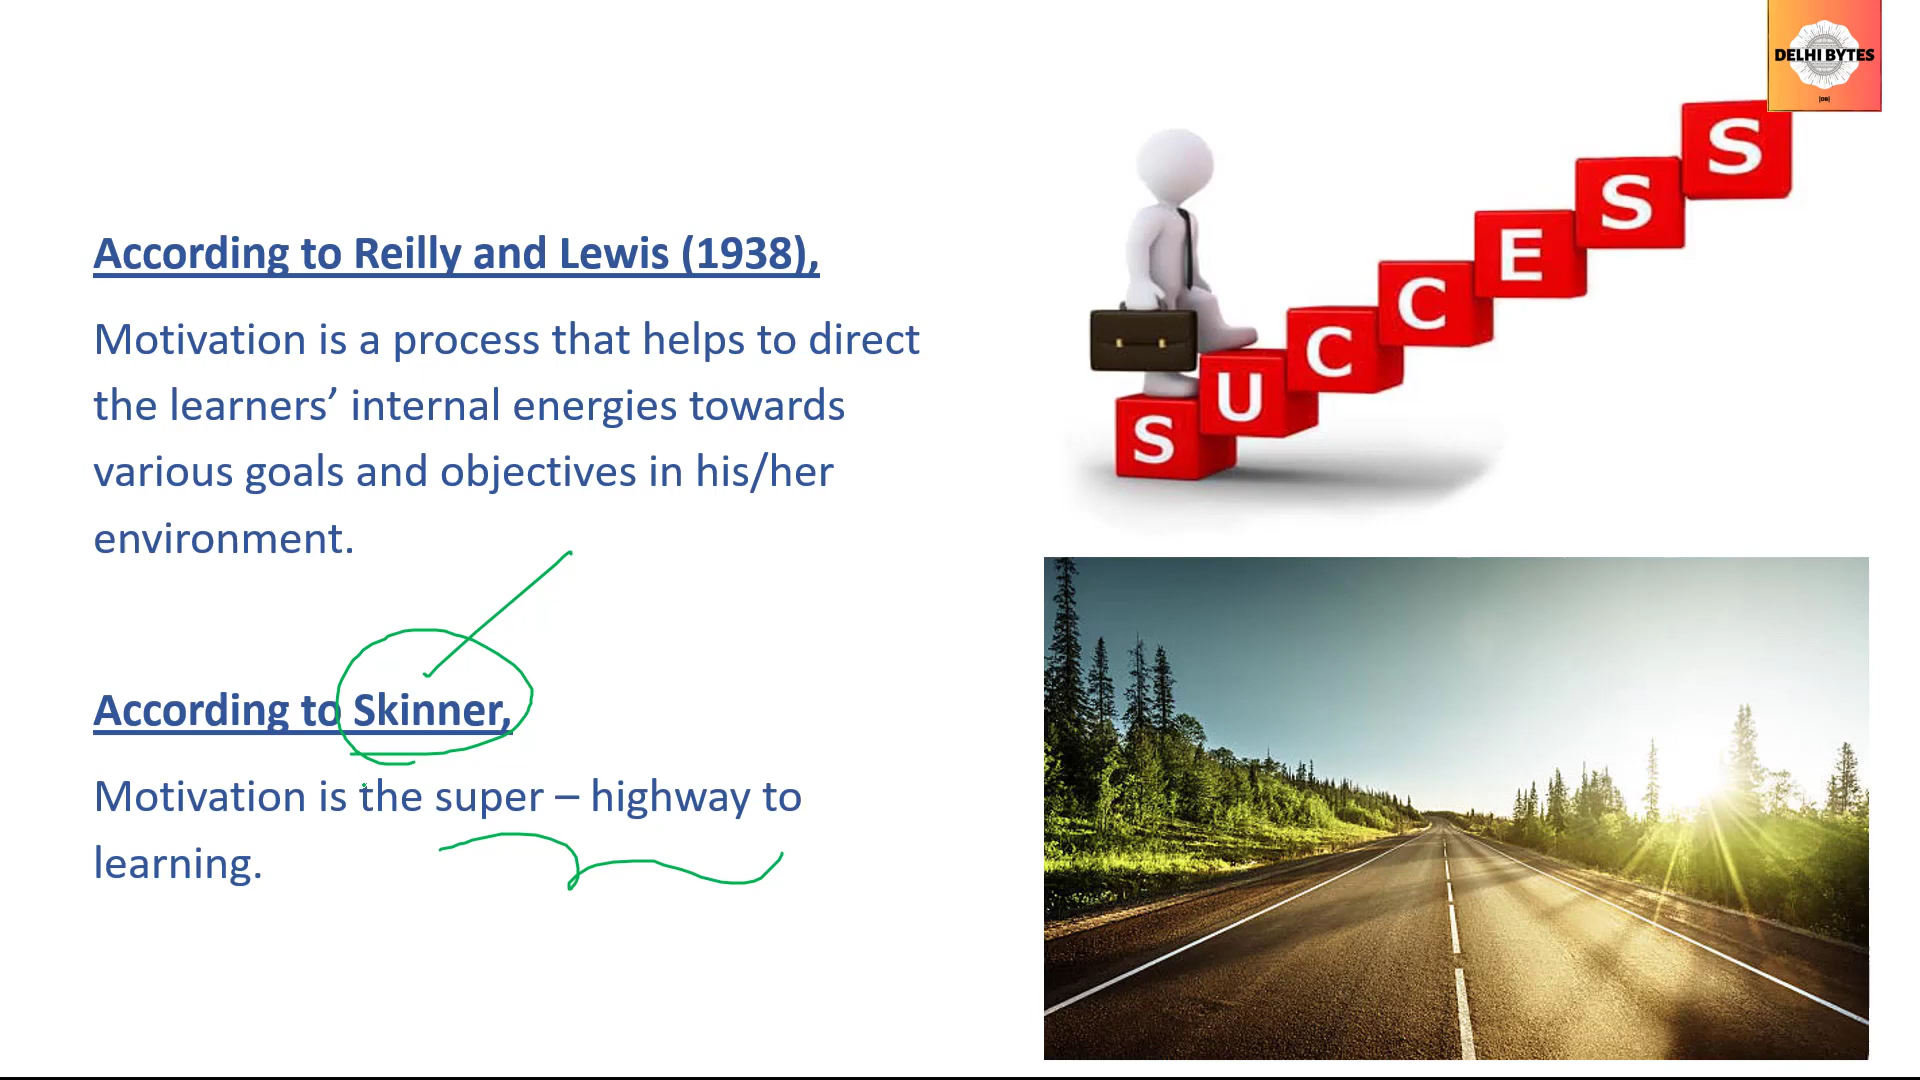 DELHI BYTES
[DB]
According to Reilly and Lewis (1938),
Motivation is a process that helps to direct
the learners’ internal energies towards
various goals and objectives in his/her
environment.
According to Skinner,
Motivation is the super – highway to
learning.
S U C C E S S